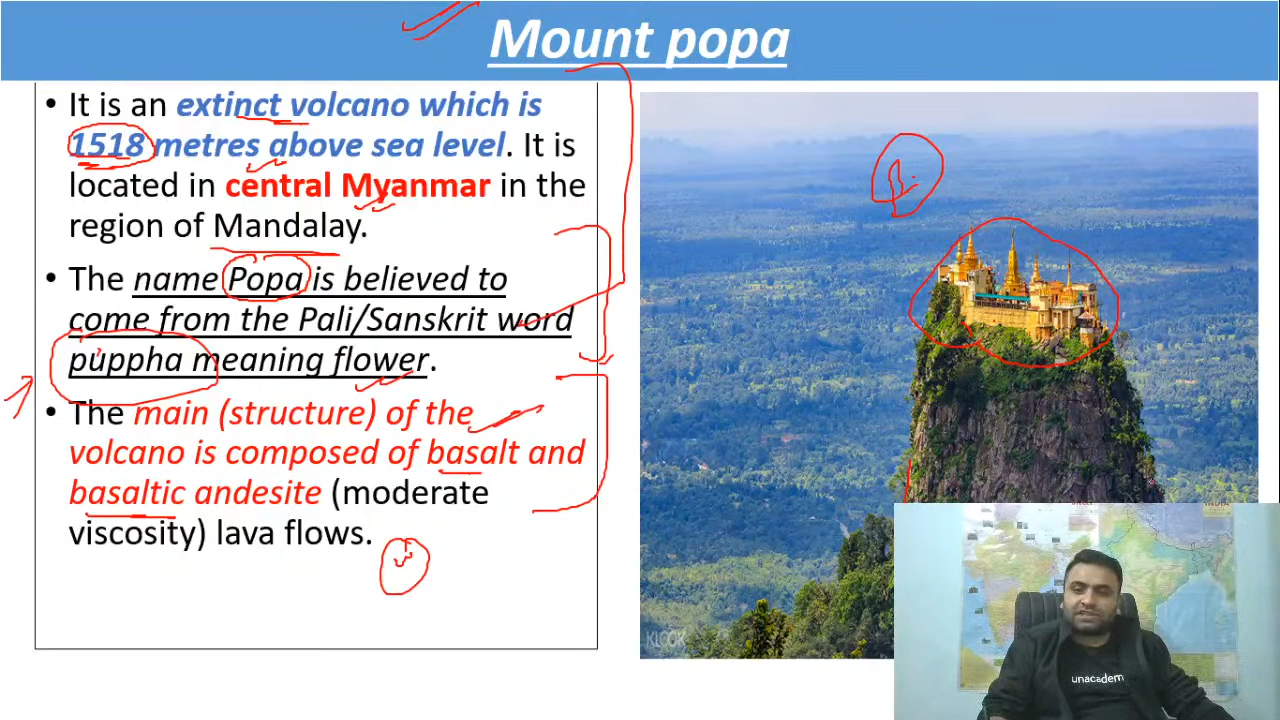 Mount popa
• It is an extinct volcano which is
1518 metres above sea level. It is
located in central Myanmar in the
region of Mandalay.
• The name Popa is believed to
come from the Pali/Sanskrit word
puppha meaning flower.
• The main (structure) of the
volcano is composed of basalt and
basaltic andesite (moderate
viscosity) lava flows.
KLOOK
INDIA
unacadem